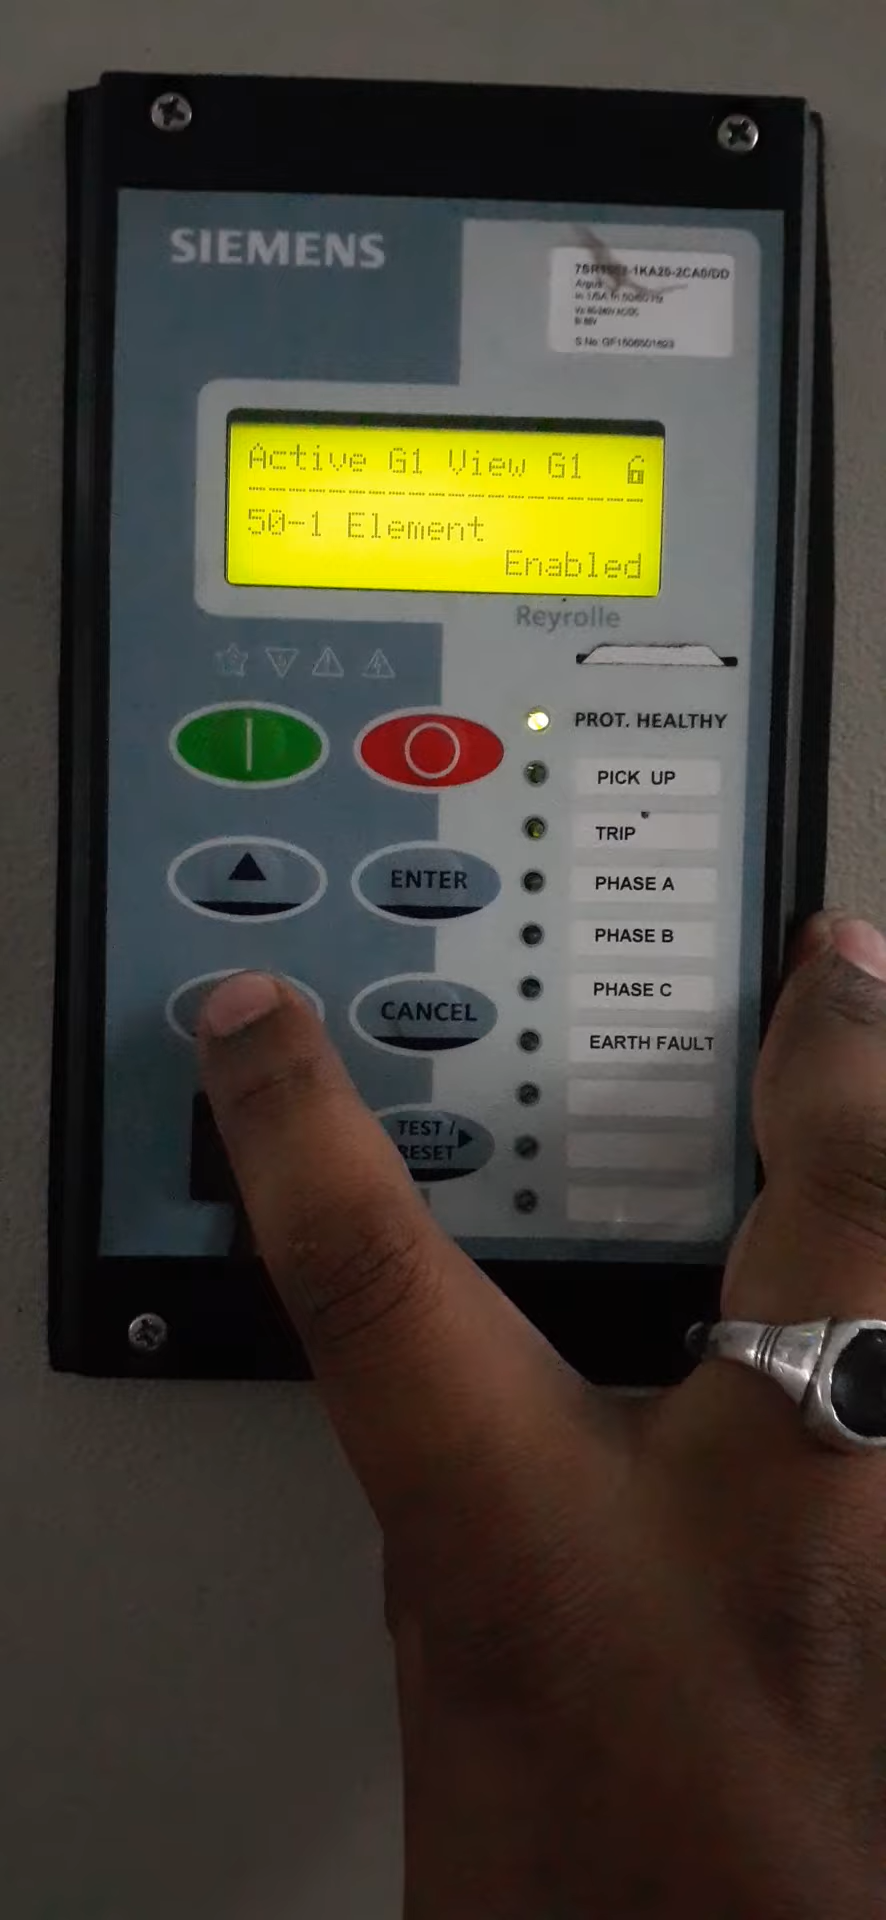 SIEMENS
Argus
Active G1 View G1
50-1 Element
Enabled
Reyrolle
PROT. HEALTHY
PICK UP
TRIP
PHASE A
ENTER
PHASE B
PHASE C
CANCEL
EARTH FAULT
TEST /
RESET